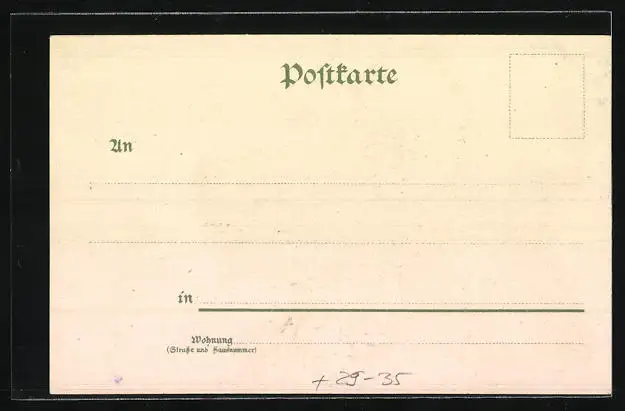 Postkarte
An
in
Wohnung
(Straße und Hausnummer)
+ 29-35